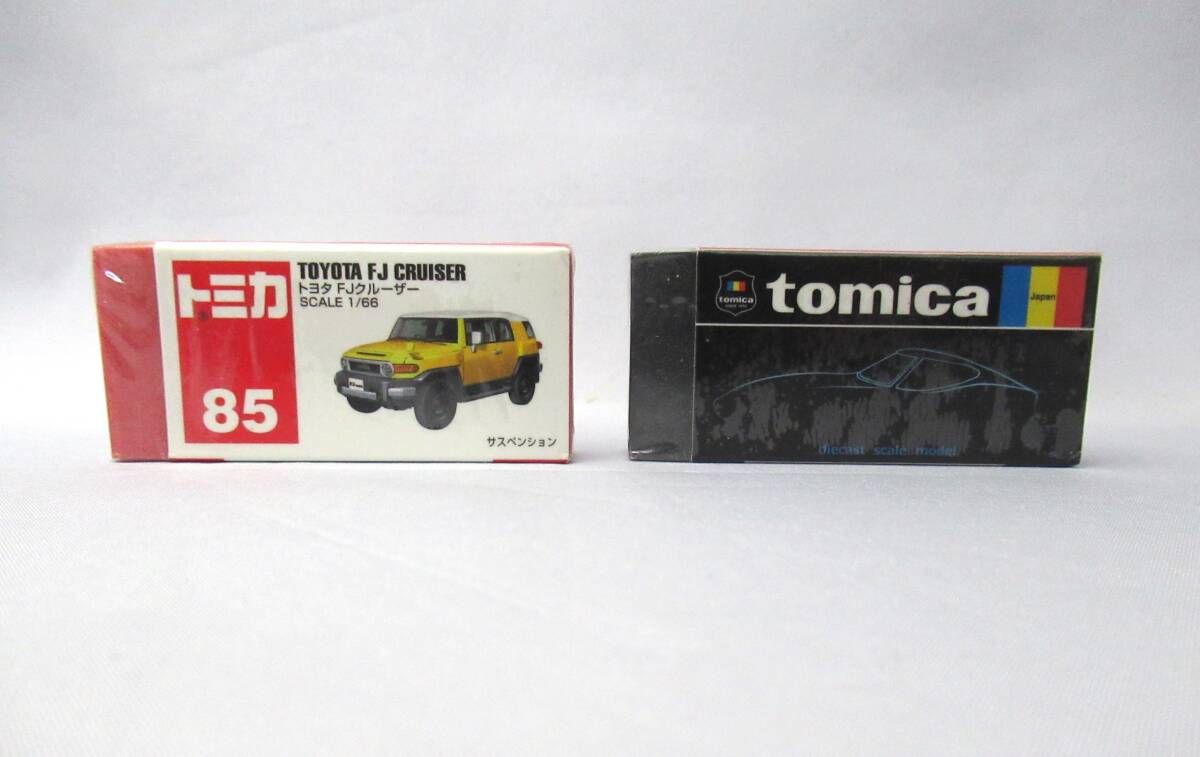 トミカ
85
TOYOTA FJ CRUISER
トヨタ FJクルーザー
SCALE 1/66
サスペンション
tomica
tomica
Japan
diecast scale model